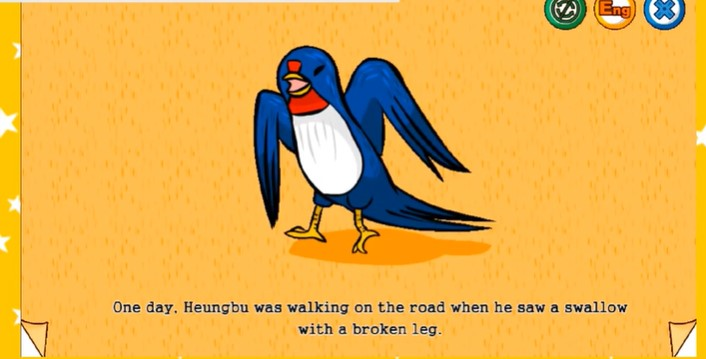 Eng
One day, Heungbu was walking on the road when he saw a swallow
with a broken leg.